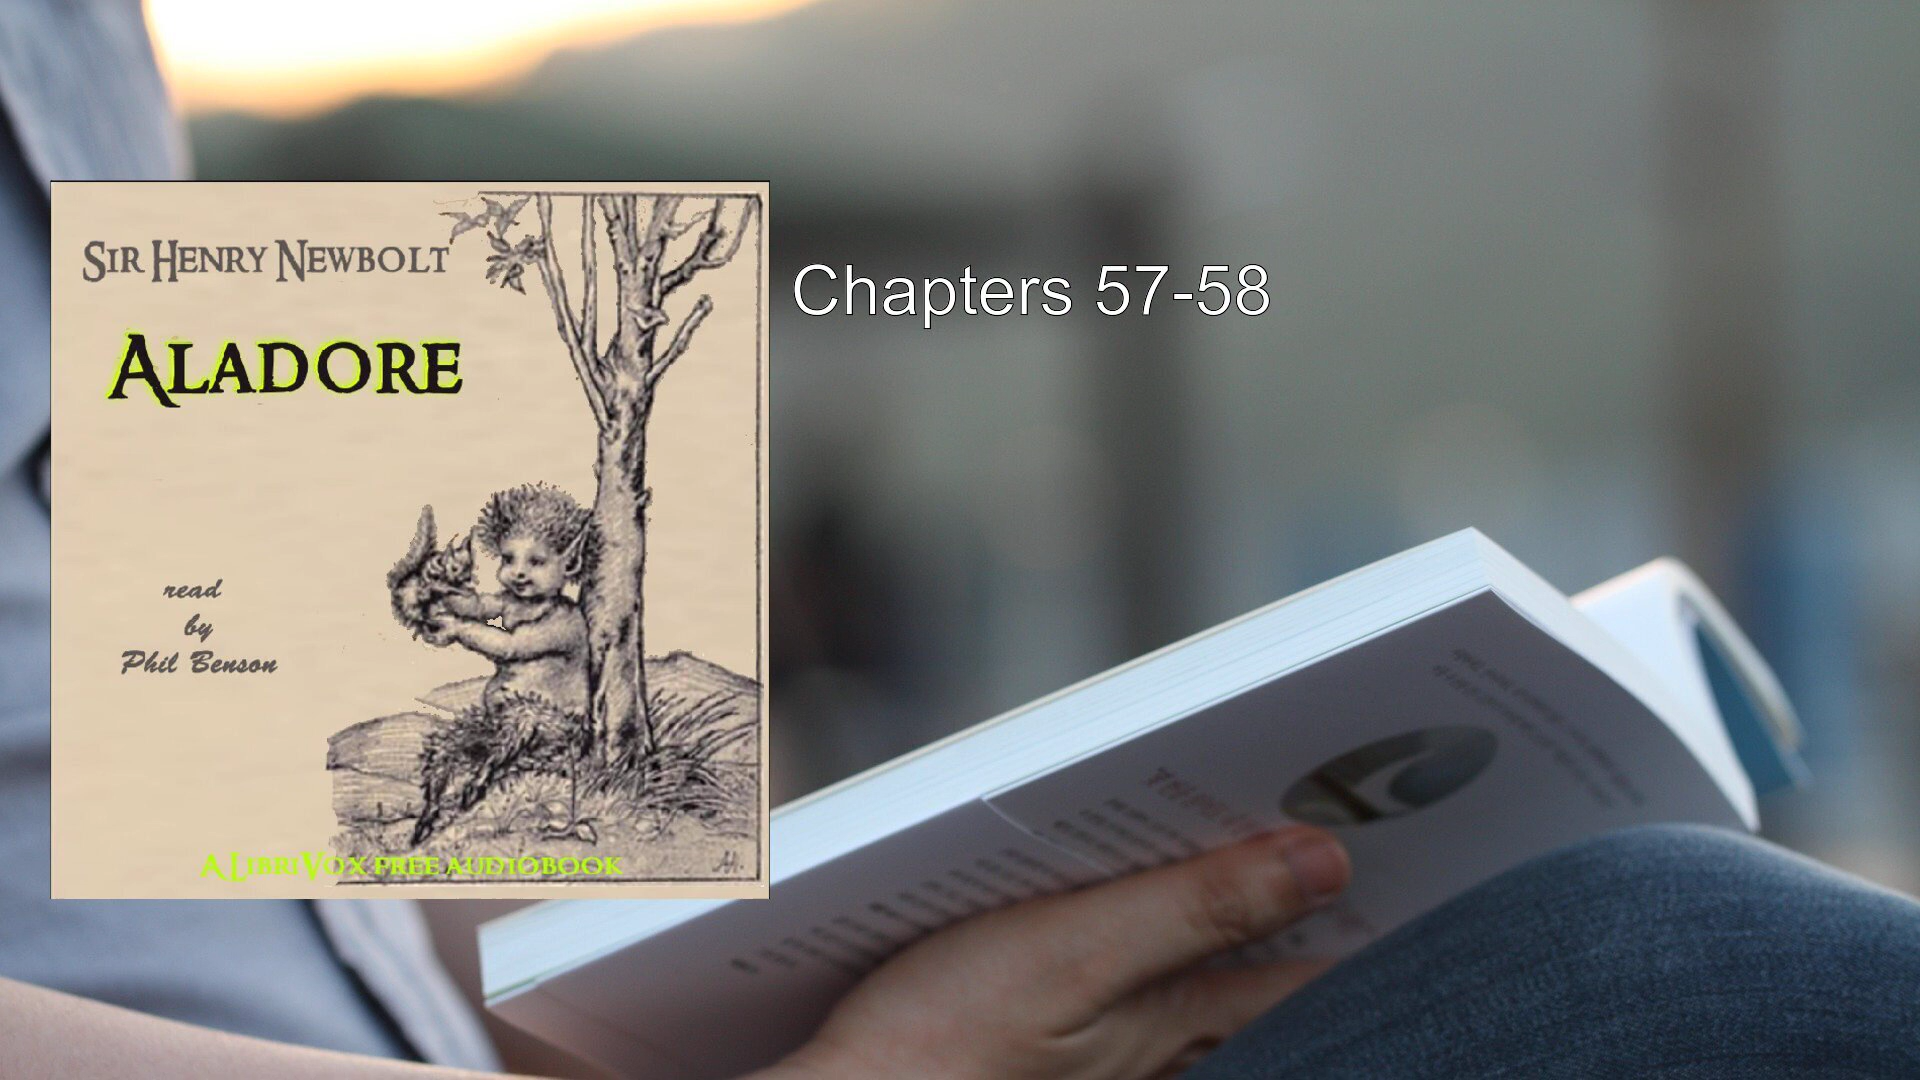 Sir Henry Newbolt
Aladore
read
by
Phil Benson
A LibriVox free audiobook
Chapters 57-58